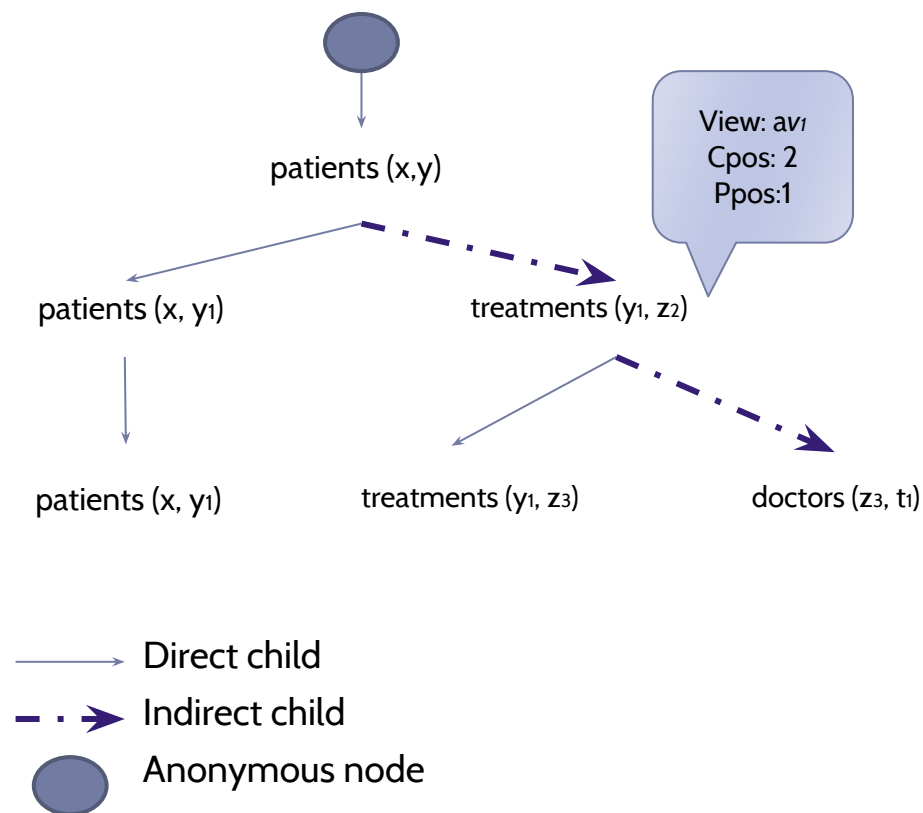 View: av₁
Cpos: 2
Ppos:1
patients (x,y)
patients (x, y₁)
treatments (y₁, z₂)
patients (x, y₁)
treatments (y₁, z₃)
doctors (z₃, t₁)
Direct child
Indirect child
Anonymous node